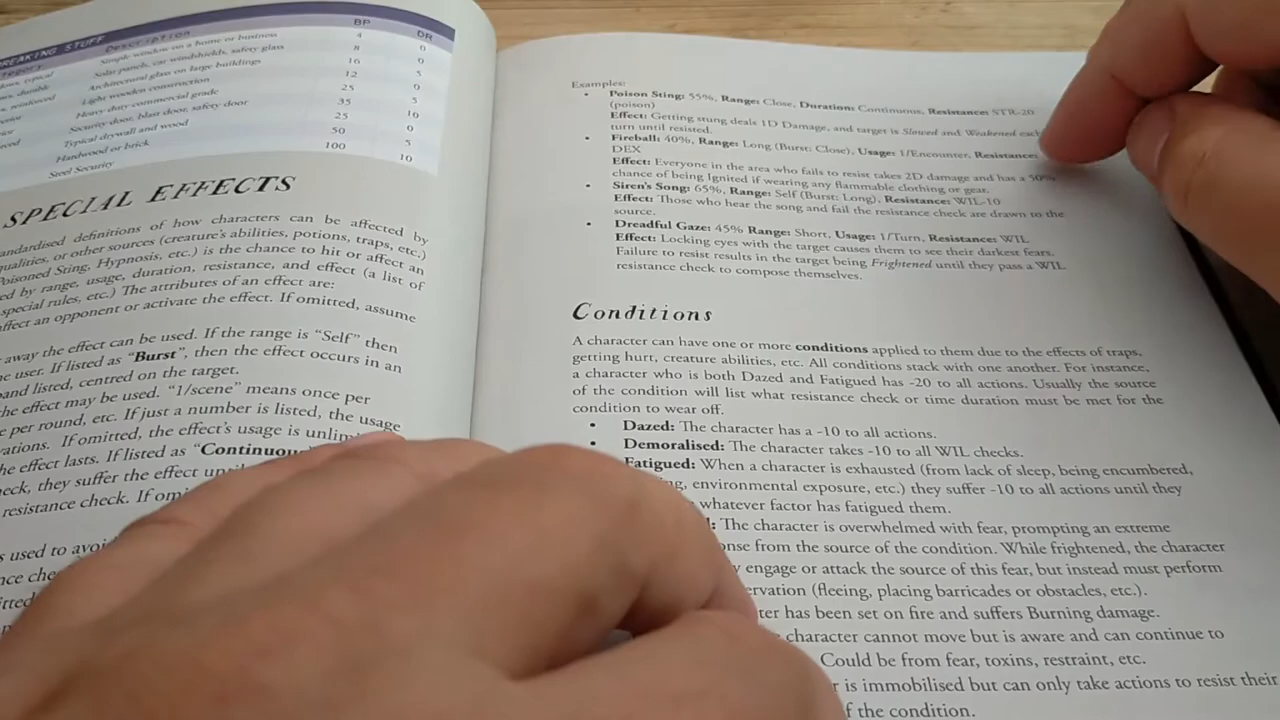 BREAKING STUFF
Description BP DR
Simple window on a home or business 4 0
typical Solar panels, car windshields, safety glass 8 0
durable Architectural glass on large buildings 16 5
reinforced Light wooden construction 12 0
Heavy duty commercial grade 25 5
Security door, blast door, safety door 35 10
Typical drywall and wood 25 0
Hardwood or brick 50 5
Steel Security 100 10
SPECIAL EFFECTS
andardised definitions of how characters can be affected by
qualities, or other sources (creature's abilities, potions, traps, etc.)
Poisoned Sting, Hypnosis, etc.) is the chance to hit or affect an
ed by range, usage, duration, resistance, and effect (a list of
special rules, etc.) The attributes of an effect are:
affect an opponent or activate the effect. If omitted, assume
away the effect can be used. If the range is “Self” then
e user. If listed as “Burst”, then the effect occurs in an
and listed, centred on the target.
he effect may be used. “1/scene” means once per
e per round, etc. If just a number is listed, the usage
ations. If omitted, the effect's usage is unlim
he effect lasts. If listed as “Continuous
eck, they suffer the effect until
resistance check. If omi
s used to avoid
nce che
itted
Examples:
• Poison Sting: 55%, Range: Close, Duration: Continuous, Resistance: STR-20
(poison)
Effect: Getting stung deals 1D Damage, and target is Slowed and Weakened each
turn until resisted.
• Fireball: 40%, Range: Long (Burst: Close), Usage: 1/Encounter, Resistance:
DEX
Effect: Everyone in the area who fails to resist takes 2D damage and has a 50%
chance of being Ignited if wearing any flammable clothing or gear.
• Siren's Song: 65%, Range: Self (Burst: Long), Resistance: WIL-10
Effect: Those who hear the song and fail the resistance check are drawn to the
source.
• Dreadful Gaze: 45% Range: Short, Usage: 1/Turn, Resistance: WIL
Effect: Locking eyes with the target causes them to see their darkest fears.
Failure to resist results in the target being Frightened until they pass a WIL
resistance check to compose themselves.
Conditions
A character can have one or more conditions applied to them due to the effects of traps,
getting hurt, creature abilities, etc. All conditions stack with one another. For instance,
a character who is both Dazed and Fatigued has -20 to all actions. Usually the source
of the condition will list what resistance check or time duration must be met for the
condition to wear off.
• Dazed: The character has a -10 to all actions.
• Demoralised: The character takes -10 to all WIL checks.
Fatigued: When a character is exhausted (from lack of sleep, being encumbered,
ng, environmental exposure, etc.) they suffer -10 to all actions until they
whatever factor has fatigued them.
d: The character is overwhelmed with fear, prompting an extreme
onse from the source of the condition. While frightened, the character
y engage or attack the source of this fear, but instead must perform
ervation (fleeing, placing barricades or obstacles, etc.).
ter has been set on fire and suffers Burning damage.
character cannot move but is aware and can continue to
Could be from fear, toxins, restraint, etc.
r is immobilised but can only take actions to resist their
f the condition.